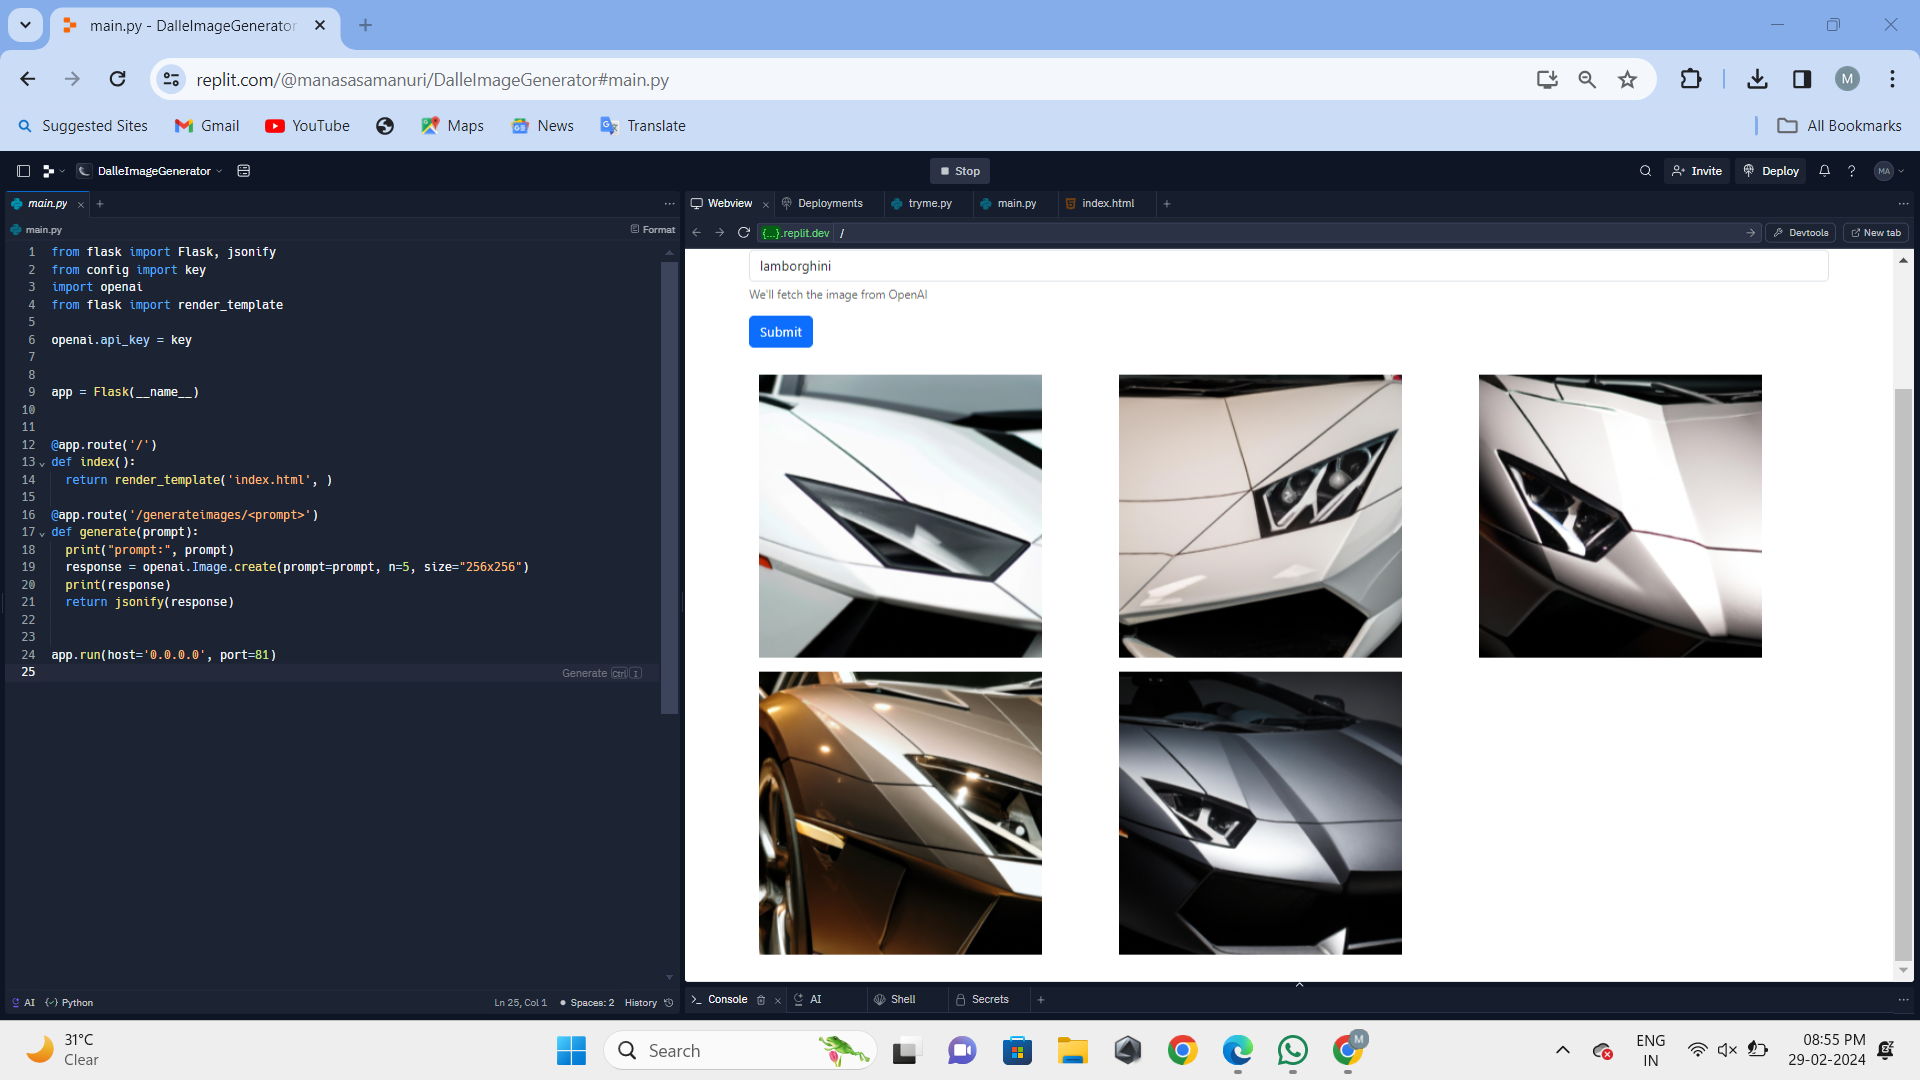 main.py - DalleImageGenerator
replit.com/@manasasamanuri/DalleImageGenerator#main.py
M
Suggested Sites
Gmail
YouTube
Maps
News
Translate
All Bookmarks
DalleImageGenerator
Stop
Invite
Deploy
MA
main.py
Webview
Deployments
tryme.py
main.py
index.html
main.py
Format
{...}.replit.dev
/
Devtools
New tab
1 from flask import Flask, jsonify
2 from config import key
3 import openai
4 from flask import render_template
5
6 openai.api_key = key
7
8
9 app = Flask(__name__)
10
11
12 @app.route('/')
13 def index():
14 return render_template('index.html', )
15
16 @app.route('/generateimages/<prompt>')
17 def generate(prompt):
18 print("prompt:", prompt)
19 response = openai.Image.create(prompt=prompt, n=5, size="256x256")
20 print(response)
21 return jsonify(response)
22
23
24 app.run(host='0.0.0.0', port=81)
25
Generate Ctrl I
lamborghini
We'll fetch the image from OpenAI
Submit
AI
Python
Ln 25, Col 1
Spaces: 2
History
Console
AI
Shell
Secrets
31°C
Clear
Search
M
ENG
IN
08:55 PM
29-02-2024